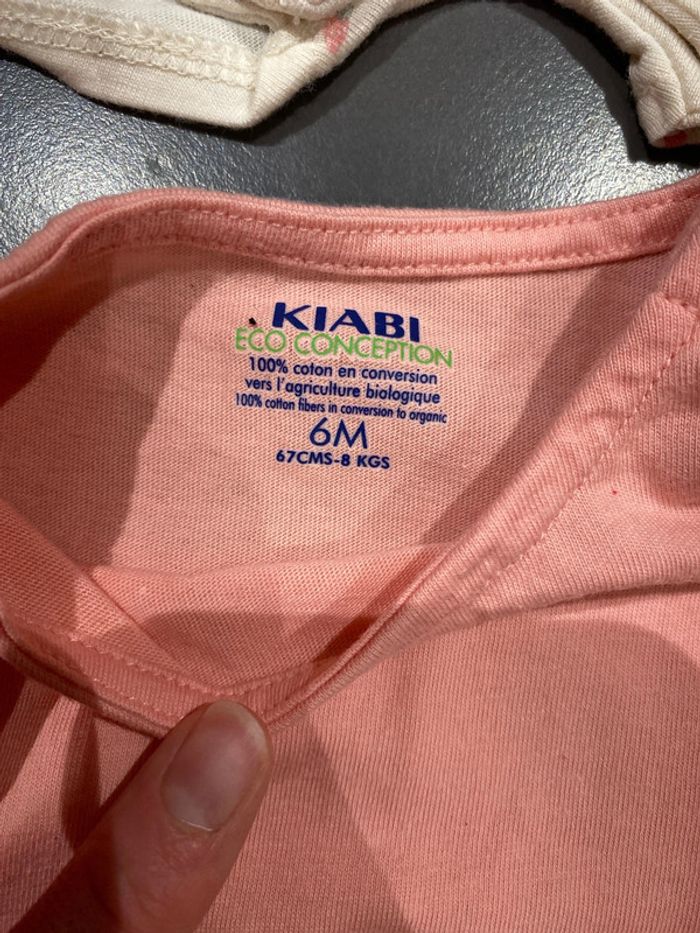 KIABI
ECO CONCEPTION
100% coton en conversion
vers l'agriculture biologique
100% cotton fibers in conversion to organic
6M
67CMS-8 KGS